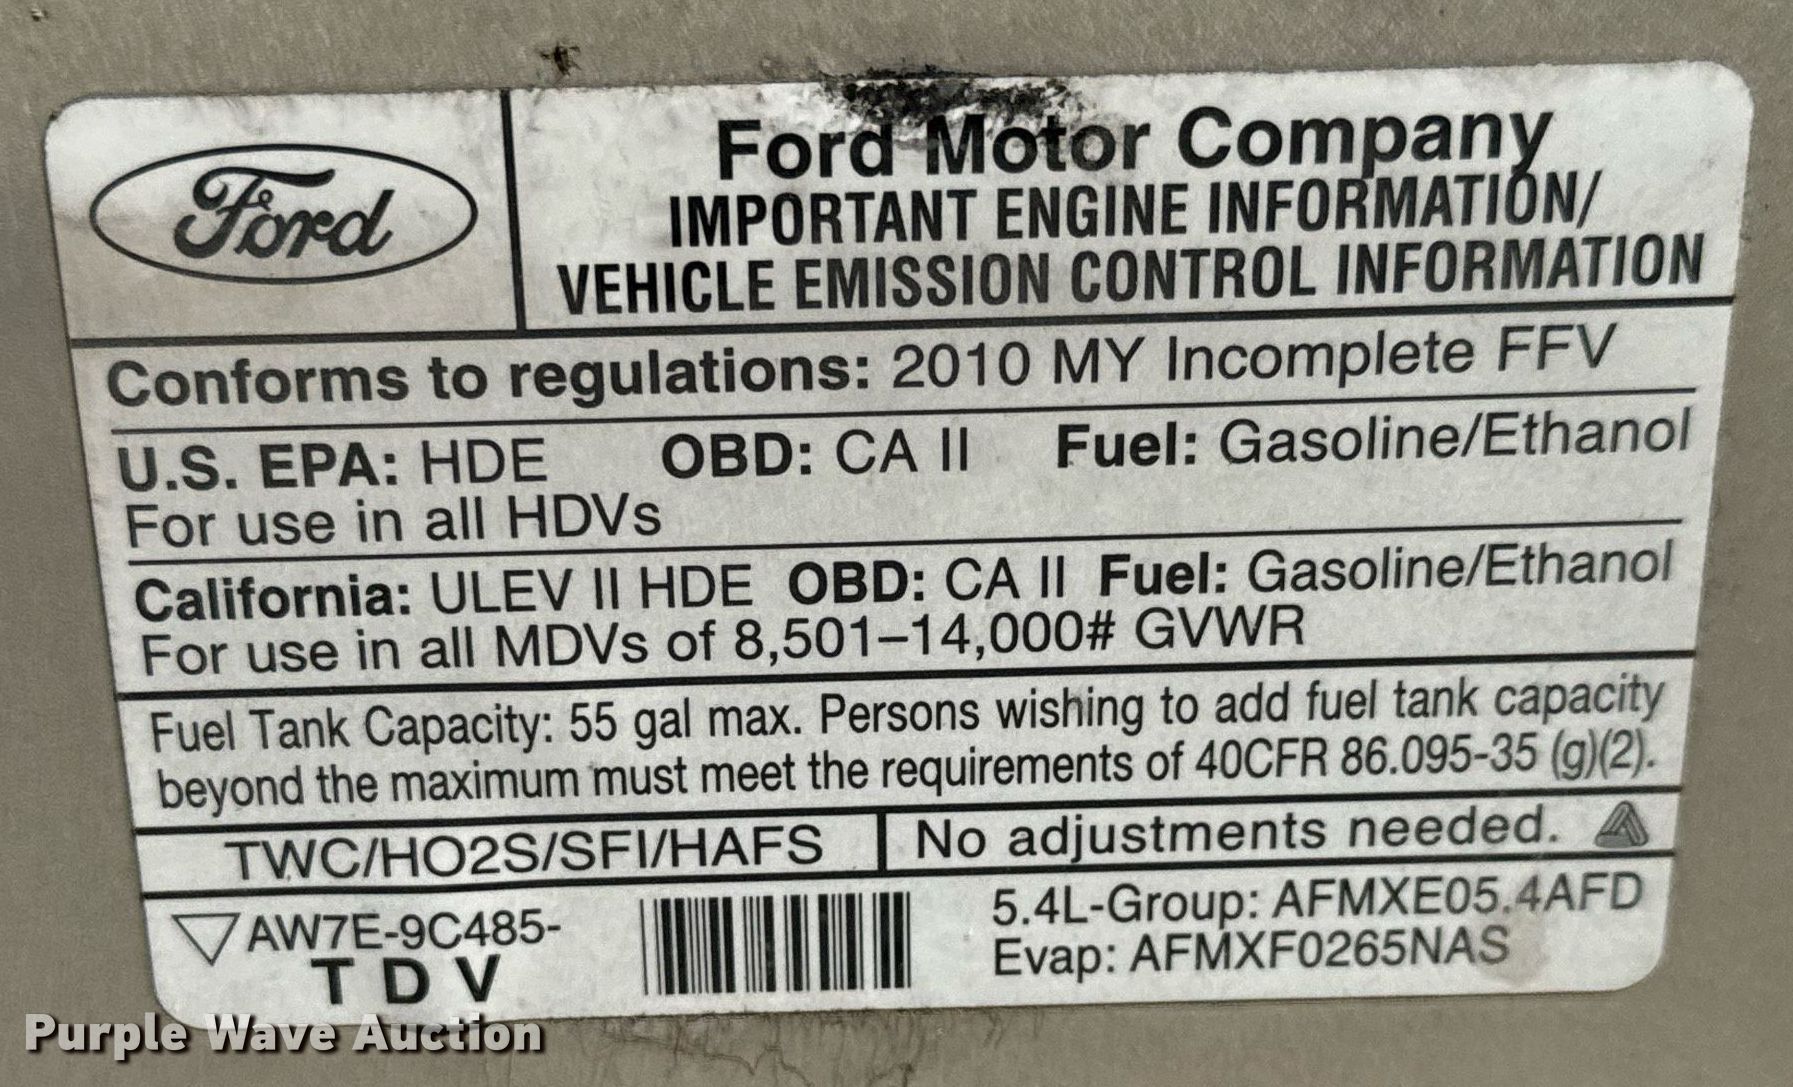 Ford
Ford Motor Company
IMPORTANT ENGINE INFORMATION/
VEHICLE EMISSION CONTROL INFORMATION
Conforms to regulations: 2010 MY Incomplete FFV
U.S. EPA: HDE OBD: CA II Fuel: Gasoline/Ethanol
For use in all HDVs
California: ULEV II HDE OBD: CA II Fuel: Gasoline/Ethanol
For use in all MDVs of 8,501–14,000# GVWR
Fuel Tank Capacity: 55 gal max. Persons wishing to add fuel tank capacity
beyond the maximum must meet the requirements of 40CFR 86.095-35 (g)(2).
TWC/HO2S/SFI/HAFS No adjustments needed.
AW7E-9C485-
T D V
5.4L-Group: AFMXE05.4AFD
Evap: AFMXF0265NAS
Purple Wave Auction